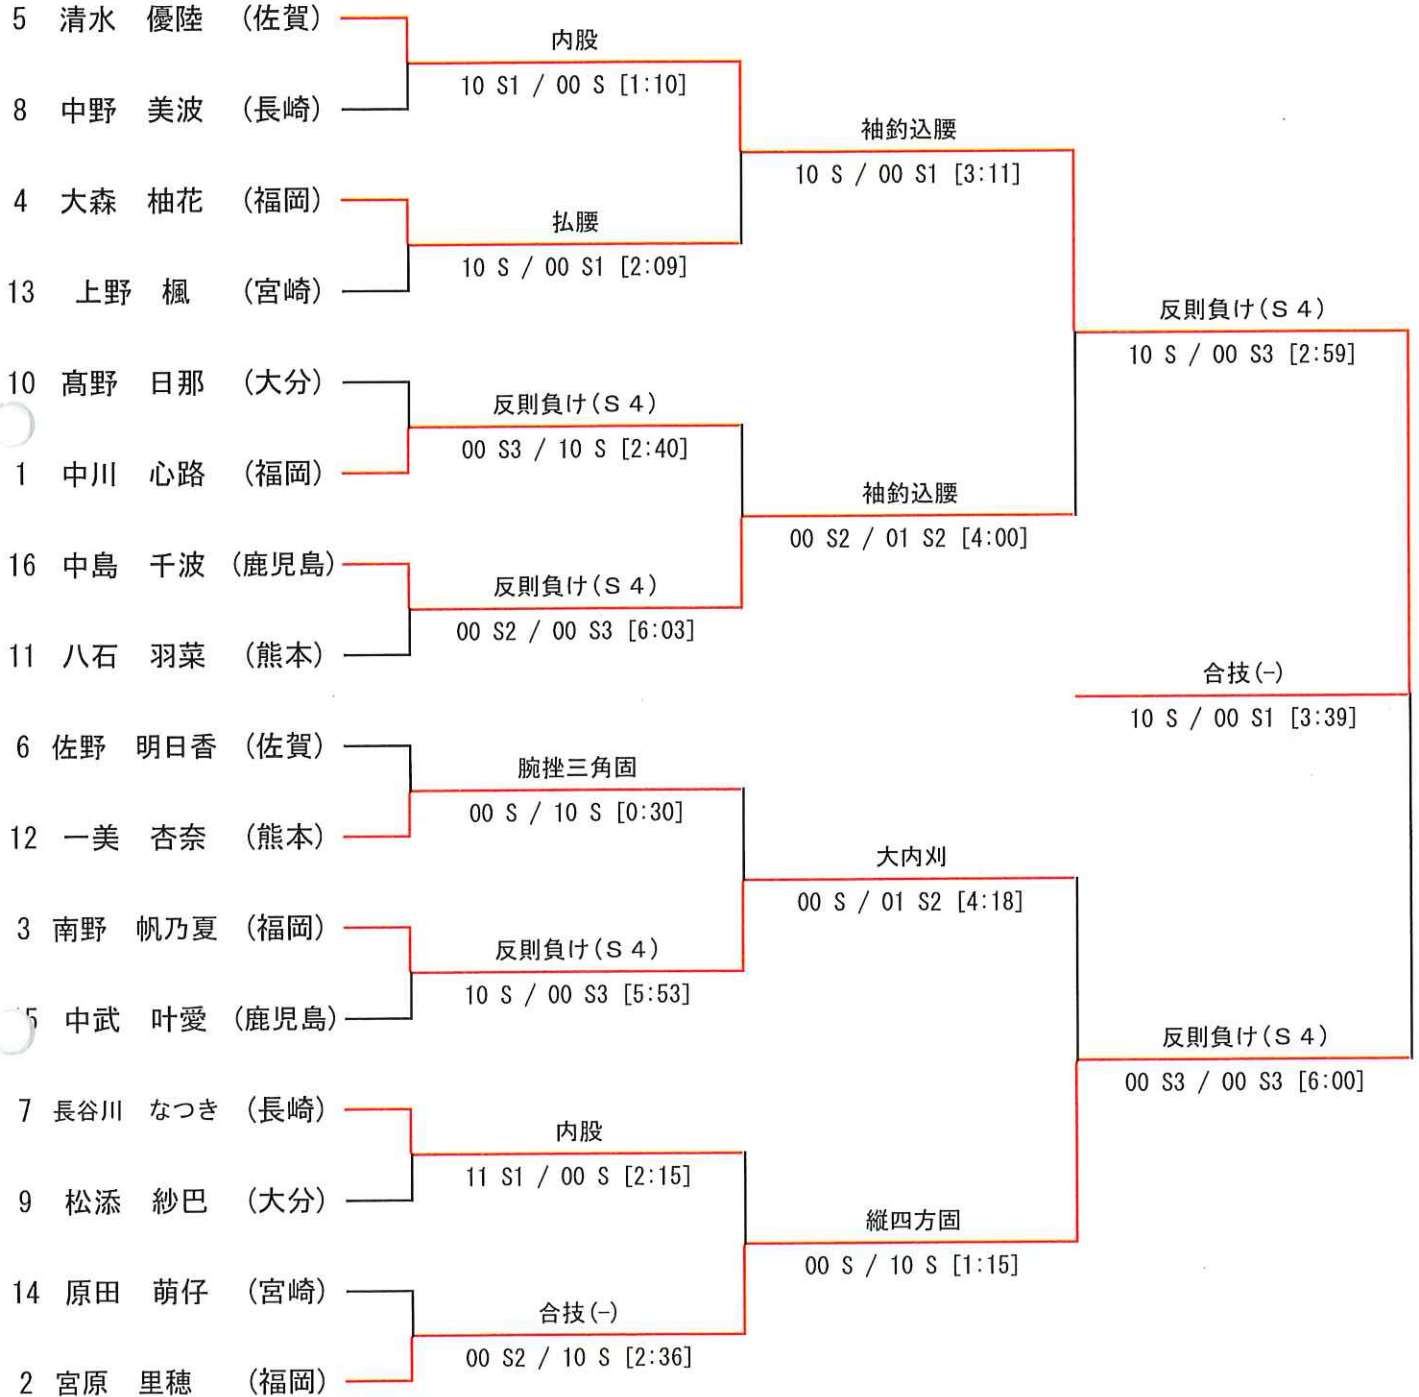 5 清水 優陸 (佐賀)
内股
10 S1 / 00 S [1:10]
8 中野 美波 (長崎)
袖釣込腰
10 S / 00 S1 [3:11]
4 大森 柚花 (福岡)
払腰
10 S / 00 S1 [2:09]
13 上野 楓 (宮崎)
反則負け(S 4)
10 S / 00 S3 [2:59]
10 髙野 日那 (大分)
反則負け(S 4)
00 S3 / 10 S [2:40]
1 中川 心路 (福岡)
袖釣込腰
00 S2 / 01 S2 [4:00]
16 中島 千波 (鹿児島)
反則負け(S 4)
00 S2 / 00 S3 [6:03]
11 八石 羽菜 (熊本)
合技(-)
10 S / 00 S1 [3:39]
6 佐野 明日香 (佐賀)
腕挫三角固
00 S / 10 S [0:30]
12 一美 杏奈 (熊本)
大内刈
00 S / 01 S2 [4:18]
3 南野 帆乃夏 (福岡)
反則負け(S 4)
10 S / 00 S3 [5:53]
5 中武 叶愛 (鹿児島)
反則負け(S 4)
00 S3 / 00 S3 [6:00]
7 長谷川 なつき (長崎)
内股
11 S1 / 00 S [2:15]
9 松添 紗巴 (大分)
縦四方固
00 S / 10 S [1:15]
14 原田 萌仔 (宮崎)
合技(-)
00 S2 / 10 S [2:36]
2 宮原 里穂 (福岡)